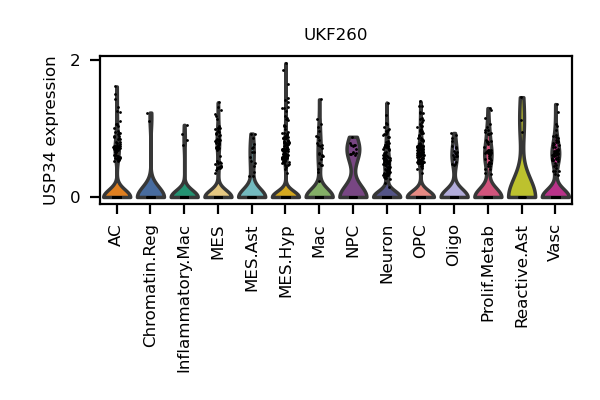 UKF260
USP34 expression
2
0
AC
Chromatin.Reg
Inflammatory.Mac
MES
MES.Ast
MES.Hyp
Mac
NPC
Neuron
OPC
Oligo
Prolif.Metab
Reactive.Ast
Vasc